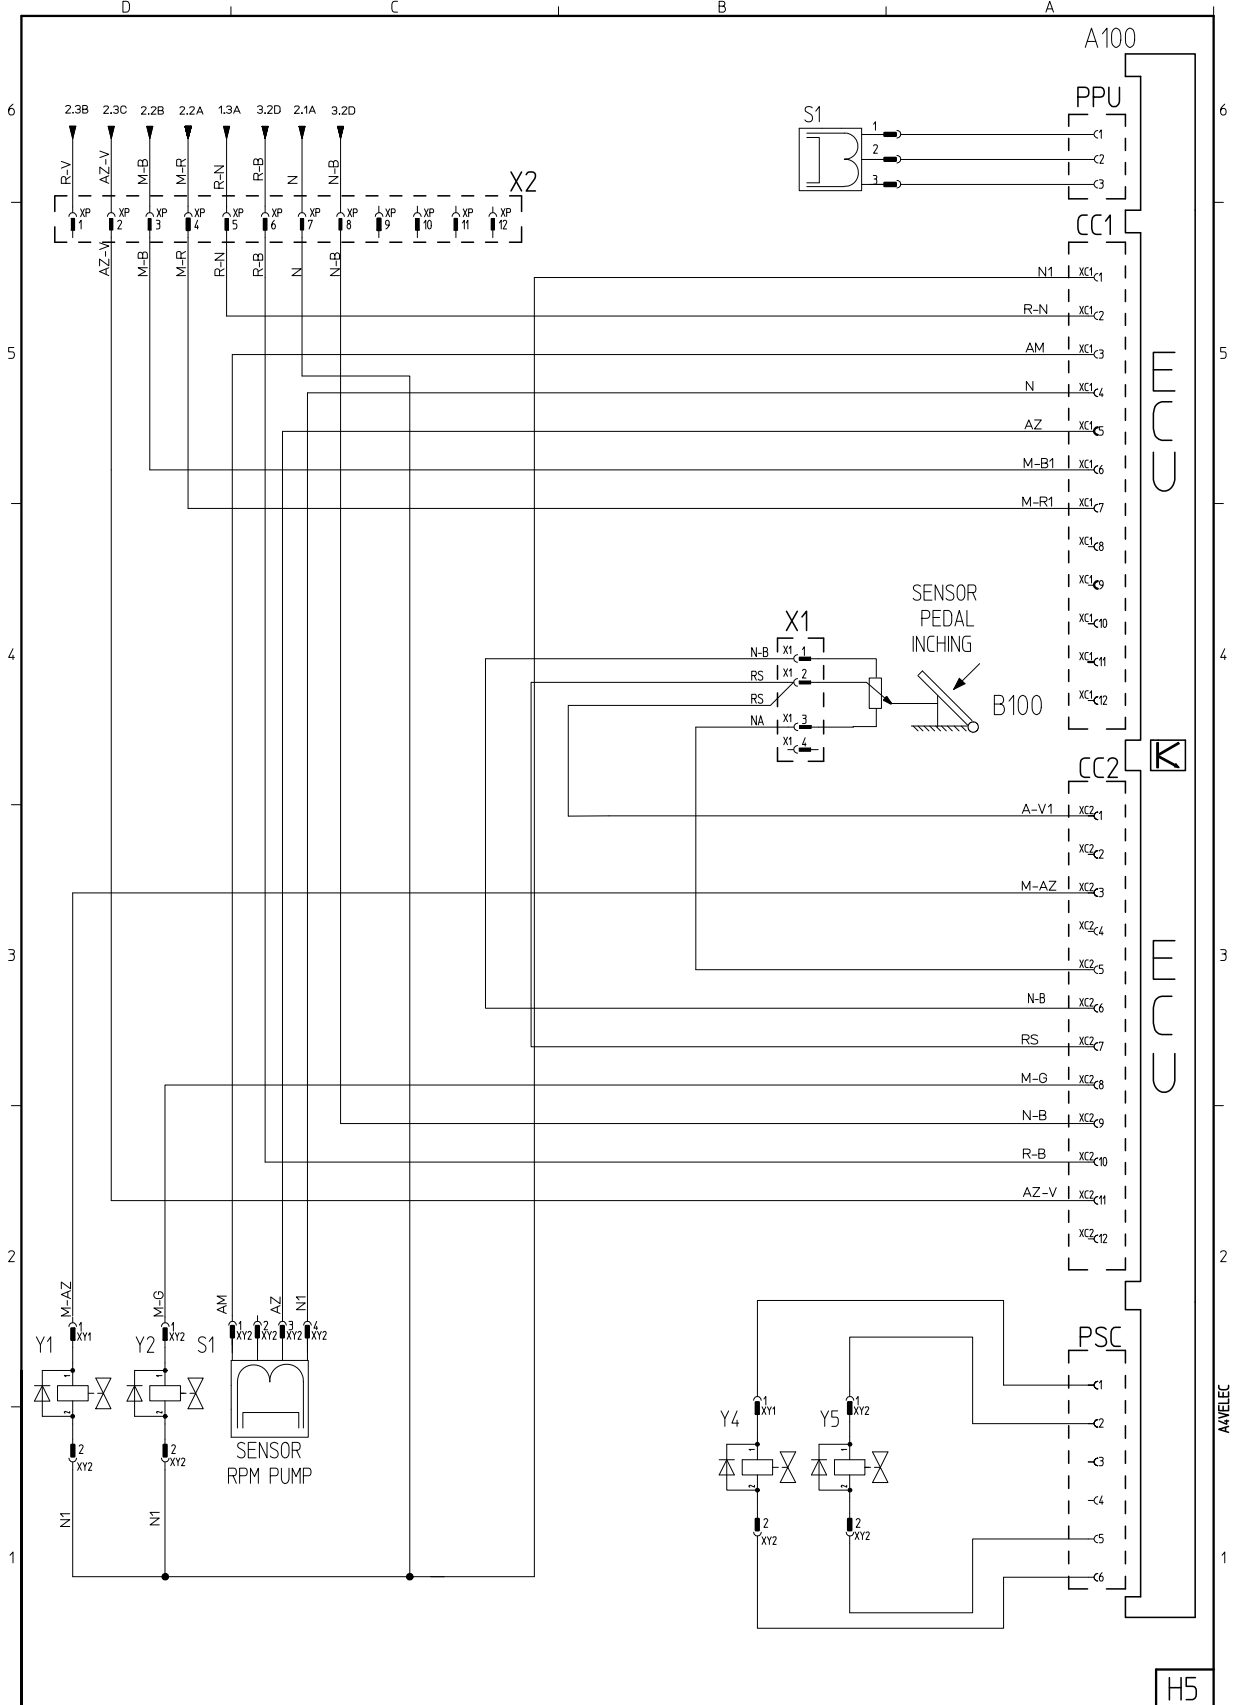 D C B A
A100
6 2.3B 2.3C 2.2B 2.2A 1.3A 3.2D 2.1A 3.2D 6
PPU
S1
1 C1
2 C2
3 C3
R-V AZ-V M-B M-R R-N R-B N N-B
X2
XP XP XP XP XP XP XP XP XP XP XP XP
1 2 3 4 5 6 7 8 9 10 11 12
AZ-V M-B M-R R-N R-B N N-B
CC1
N1 XC1 C1
R-N XC1 C2
5 AM XC1 C3 5
N XC1 C4
AZ XC1 C5
M-B1 XC1 C6
M-R1 XC1 C7
XC1 C8
XC1 C9
XC1 C10
XC1 C11
XC1 C12
ECU
SENSOR
PEDAL
INCHING
X1
4 N-B X1 1 4
RS X1 2
RS
NA X1 3
X1 4
B100
K
CC2
A-V1 XC2 C1
XC2 C2
M-AZ XC2 C3
XC2 C4
3 XC2 C5 3
N-B XC2 C6
RS XC2 C7
M-G XC2 C8
N-B XC2 C9
R-B XC2 C10
AZ-V XC2 C11
XC2 C12
ECU
2 2
M-AZ M-G AM AZ N1
1 XY1 1 XY2 1 XY2 2 XY2 3 XY2 4 XY2
Y1 Y2 S1
1 1
2 2
2 XY2 2 XY2
SENSOR
RPM PUMP
N1 N1
PSC
C1
C2
C3
C4
C5
C6
1 XY1 1 XY2
Y4 Y5
1 1
2 2
2 XY2 2 XY2
A4VELEC
1 1
H5